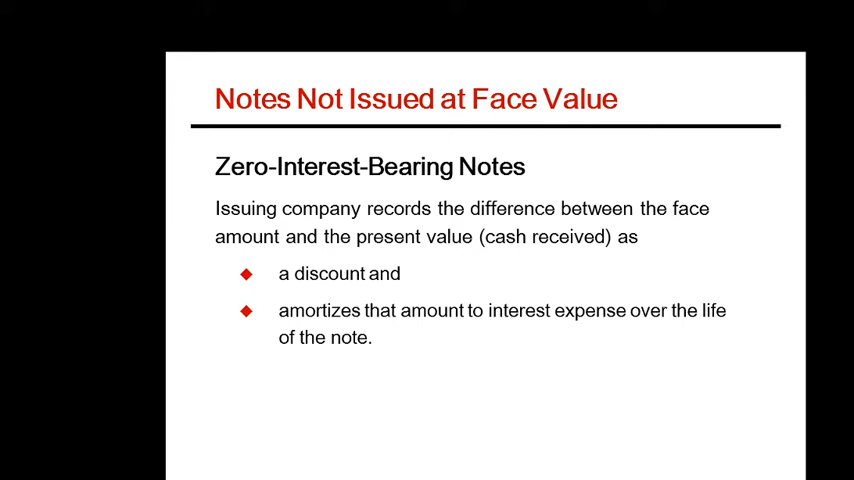 Notes Not Issued at Face Value
Zero-Interest-Bearing Notes
Issuing company records the difference between the face
amount and the present value (cash received) as
a discount and
amortizes that amount to interest expense over the life
of the note.